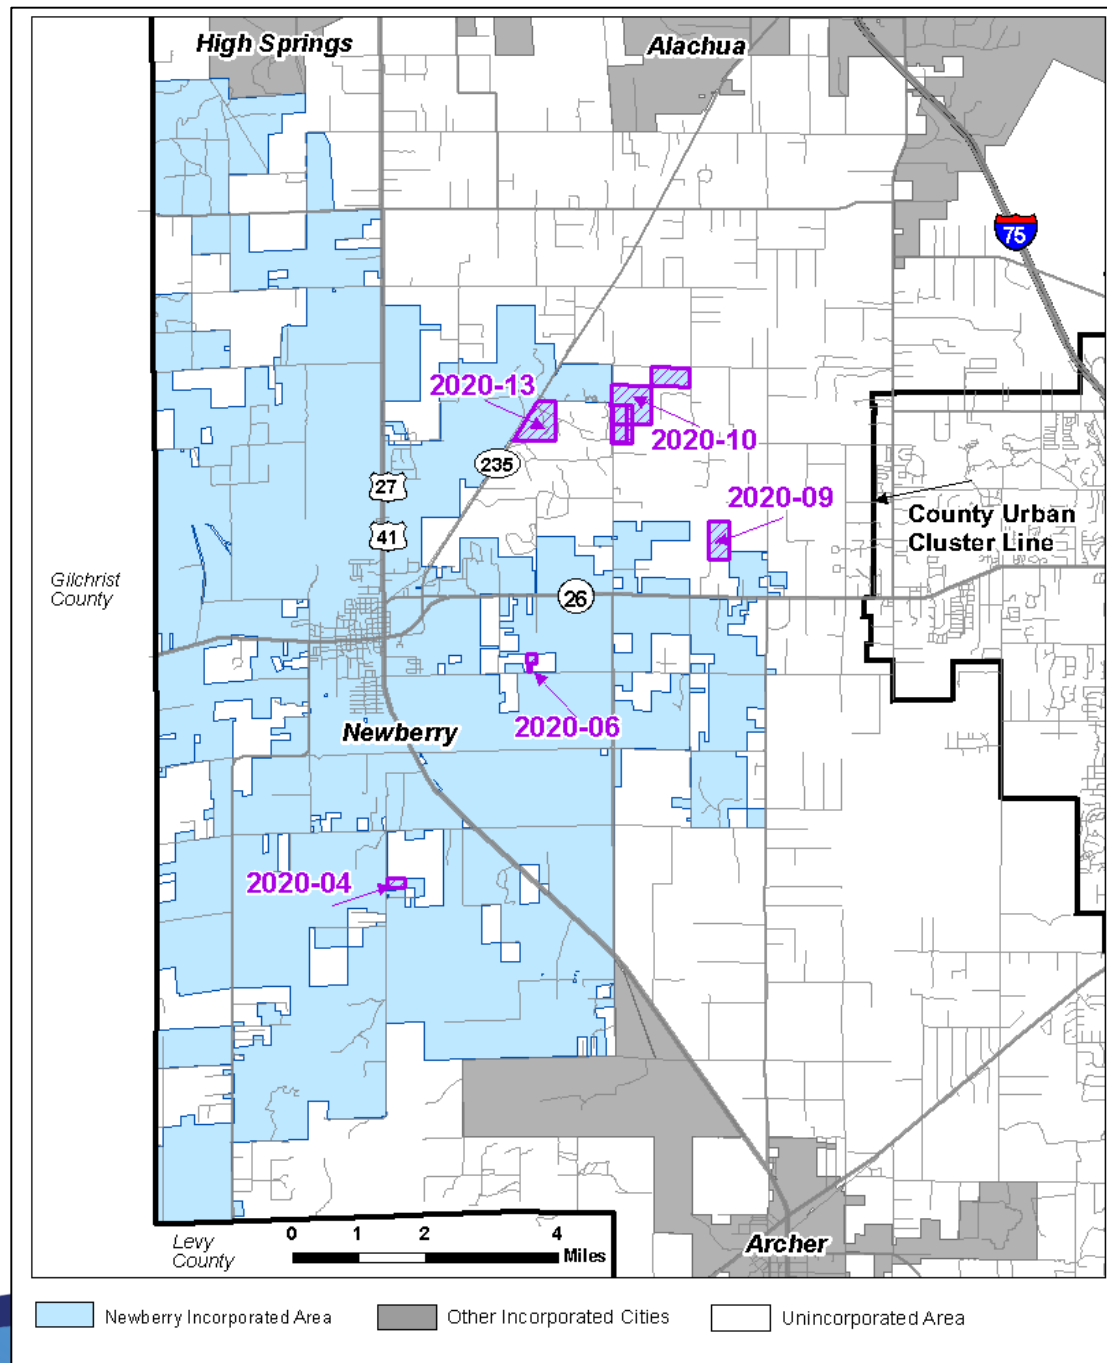 High Springs
Alachua
75
2020-13
2020-10
235
27
2020-09
41
County Urban
Cluster Line
Gilchrist
County
26
2020-06
Newberry
2020-04
0 1 2 4
Miles
Levy
County
Archer
Newberry Incorporated Area
Other Incorporated Cities
Unincorporated Area